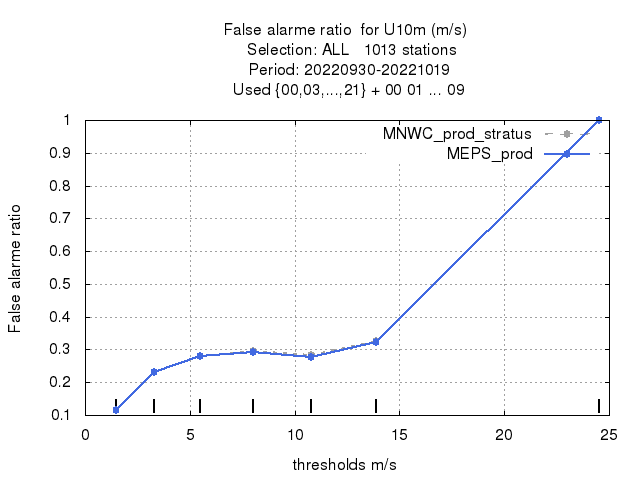 False alarme ratio  for U10m (m/s)
Selection: ALL   1013 stations
Period: 20220930-20221019
Used {00,03,...,21} + 00 01 ... 09
MNWC_prod_stratus
MEPS_prod
False alarme ratio
1
0.9
0.8
0.7
0.6
0.5
0.4
0.3
0.2
0.1
0 5 10 15 20 25
thresholds m/s